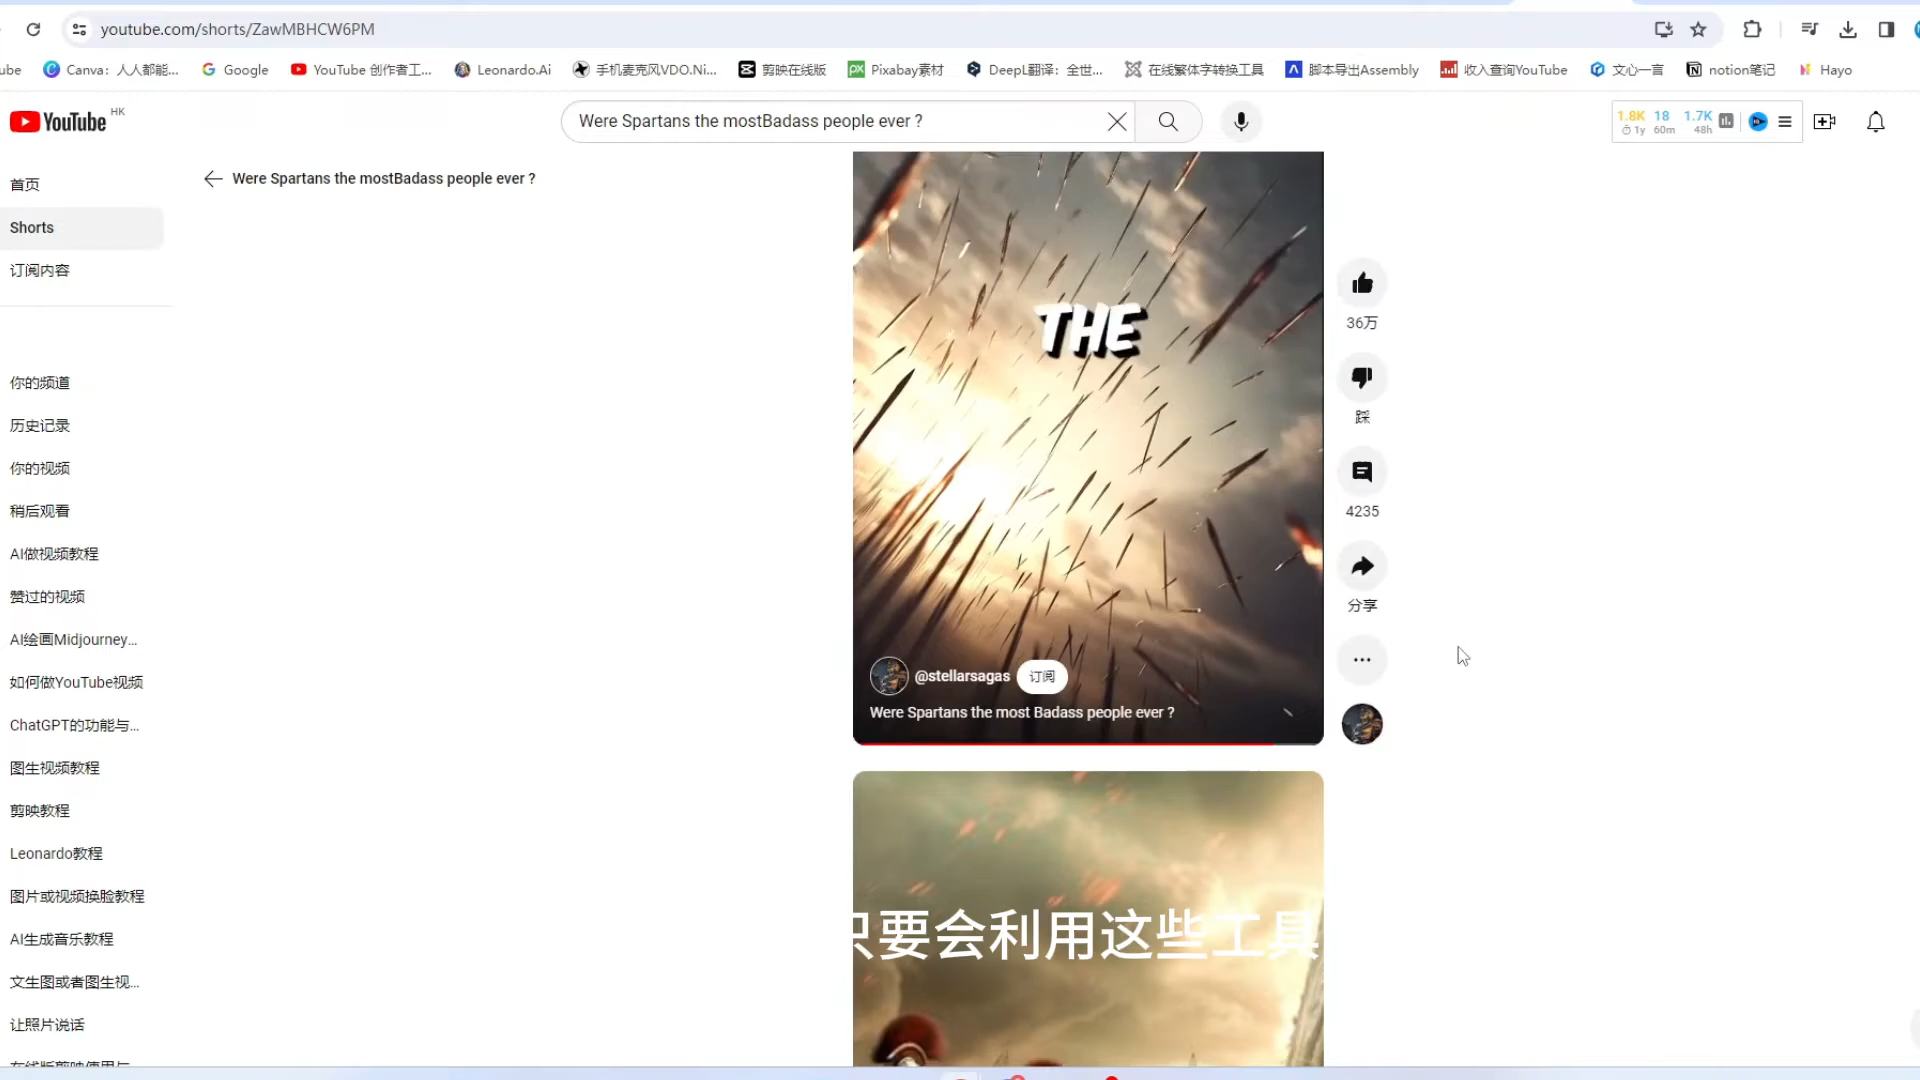 youtube.com/shorts/ZawMBHCW6PM
ube
Canva：人人都能...
Google
YouTube 创作者工...
Leonardo.Ai
手机麦克风VDO.Ni...
剪映在线版
Pixabay素材
DeepL翻译：全世...
在线繁体字转换工具
脚本导出Assembly
收入查询YouTube
文心一言
notion笔记
Hayo
YouTube HK
Were Spartans the mostBadass people ever ?
1.8K 18 1.7K
1y 60m 48h
首页
Shorts
订阅内容
你的频道
历史记录
你的视频
稍后观看
AI做视频教程
赞过的视频
AI绘画Midjourney...
如何做YouTube视频
ChatGPT的功能与...
图生视频教程
剪映教程
Leonardo教程
图片或视频换脸教程
AI生成音乐教程
文生图或者图生视...
让照片说话
Were Spartans the mostBadass people ever ?
THE
@stellarsagas 订阅
Were Spartans the most Badass people ever ?
36万
踩
4235
分享
只要会利用这些工具